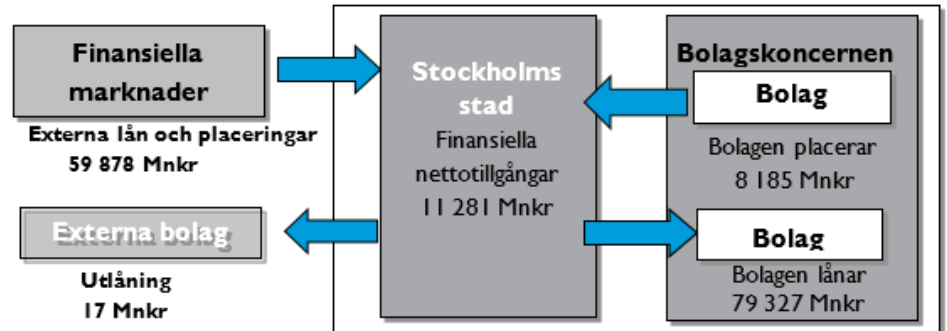 Finansiella
marknader
Externa lån och placeringar
59 878 Mnkr
Externa bolag
Utlåning
17 Mnkr
Stockholms
stad
Finansiella
nettotillgångar
11 281 Mnkr
Bolagskoncernen
Bolag
Bolagen placerar
8 185 Mnkr
Bolag
Bolagen lånar
79 327 Mnkr